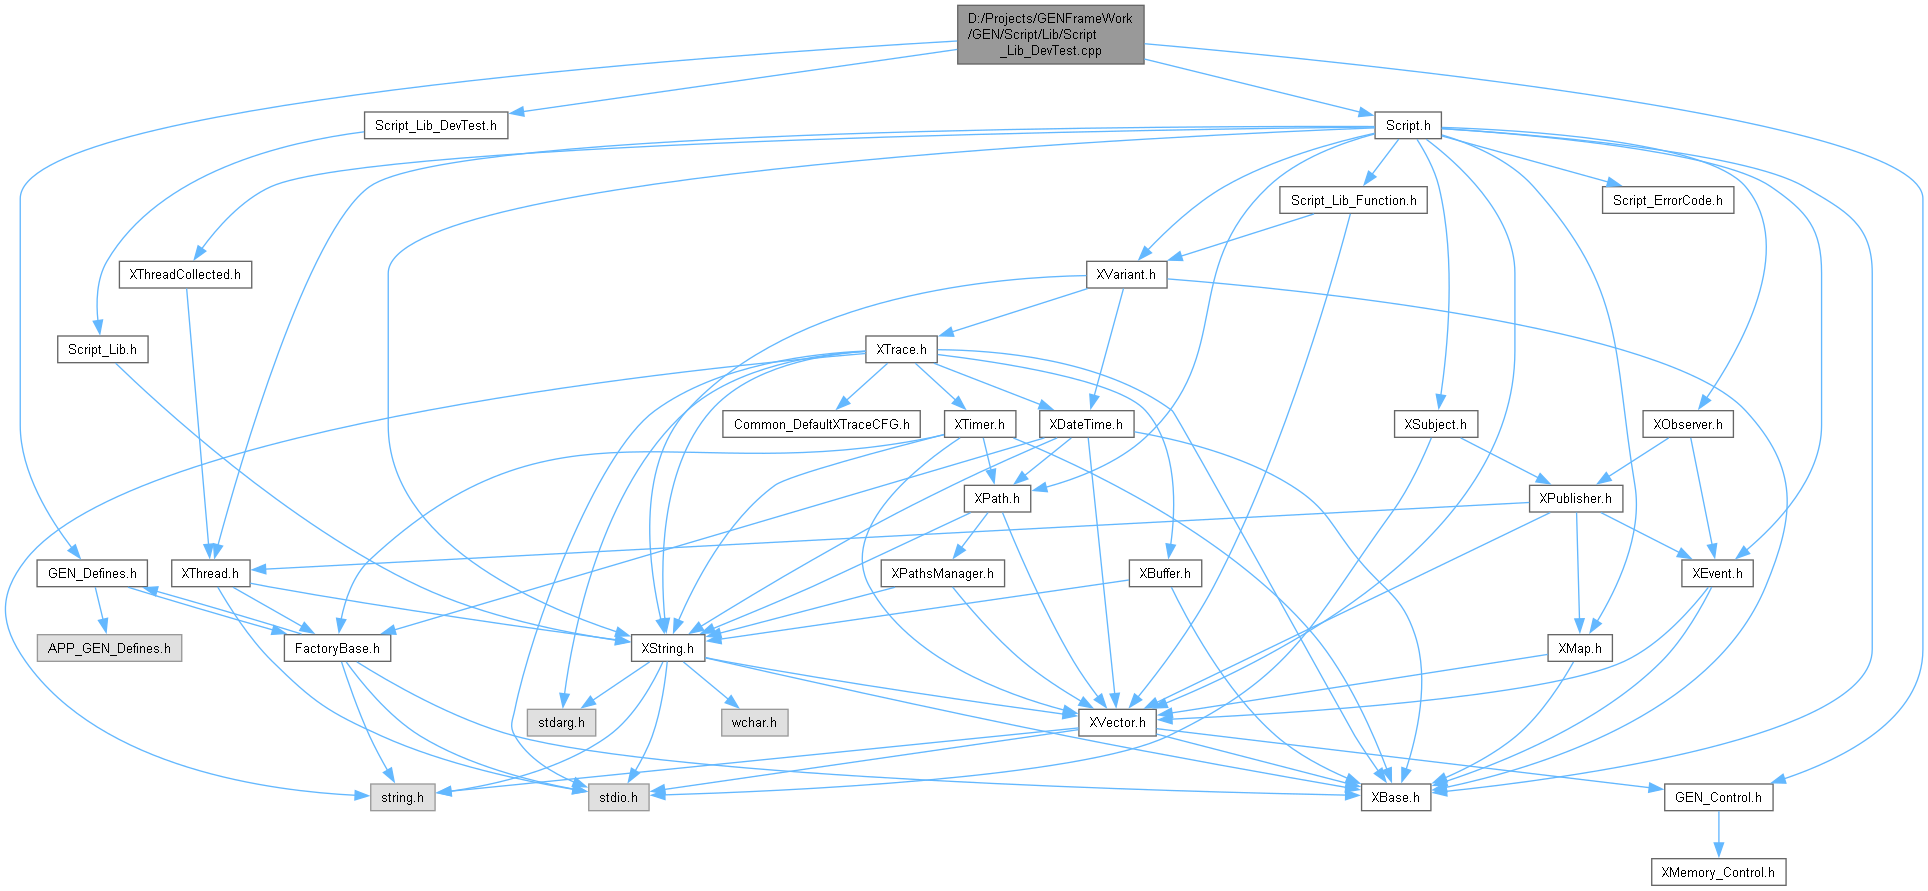 D:/Projects/GENFrameWork
/GEN/Script/Lib/Script
_Lib_DevTest.cpp
Script_Lib_DevTest.h
Script.h
Script_Lib_Function.h
Script_ErrorCode.h
XThreadCollected.h
XVariant.h
Script_Lib.h
XTrace.h
Common_DefaultXTraceCFG.h
XTimer.h
XDateTime.h
XSubject.h
XObserver.h
XPath.h
XPublisher.h
GEN_Defines.h
XThread.h
XPathsManager.h
XBuffer.h
XEvent.h
APP_GEN_Defines.h
FactoryBase.h
XString.h
XMap.h
stdarg.h
wchar.h
XVector.h
string.h
stdio.h
XBase.h
GEN_Control.h
XMemory_Control.h